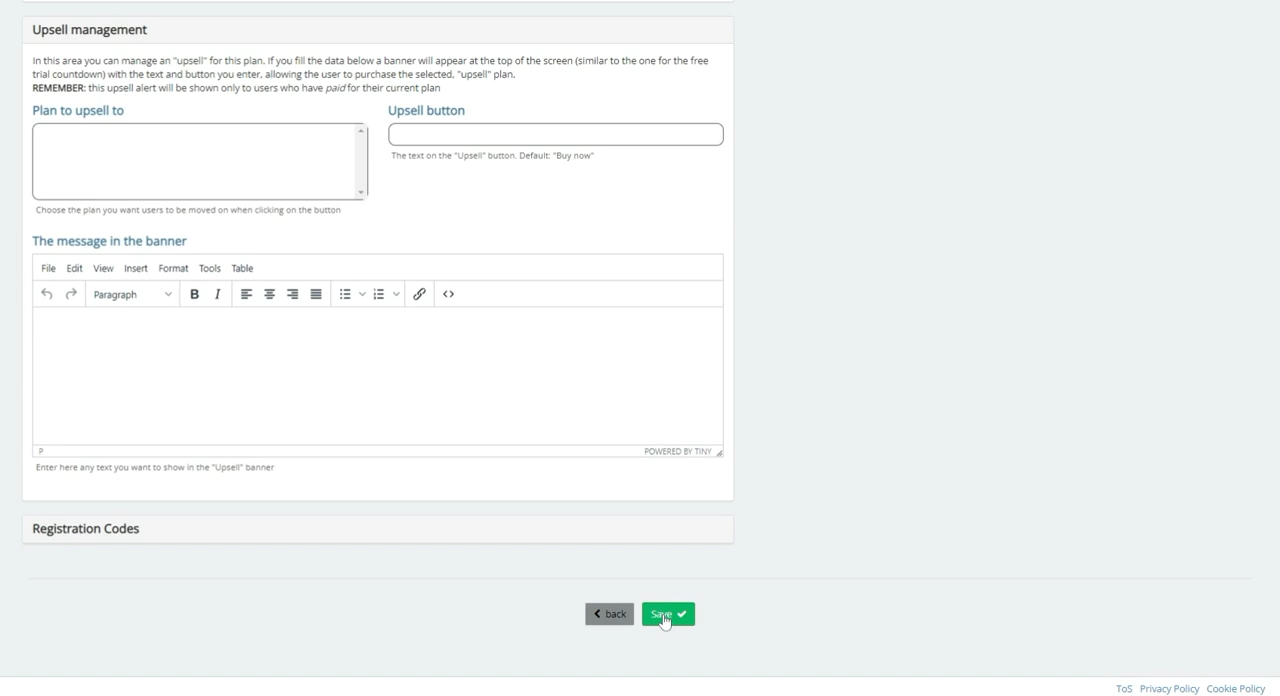 Upsell management
In this area you can manage an "upsell" for this plan. If you fill the data below a banner will appear at the top of the screen (similar to the one for the free
trial countdown) with the text and button you enter, allowing the user to purchase the selected, "upsell" plan.
REMEMBER: this upsell alert will be shown only to users who have paid for their current plan
Plan to upsell to
Upsell button
The text on the "Upsell" button. Default: "Buy now"
Choose the plan you want users to be moved on when clicking on the button
The message in the banner
File Edit View Insert Format Tools Table
Paragraph B I
P POWERED BY TINY
Enter here any text you want to show in the "Upsell" banner
Registration Codes
back Save
ToS Privacy Policy Cookie Policy